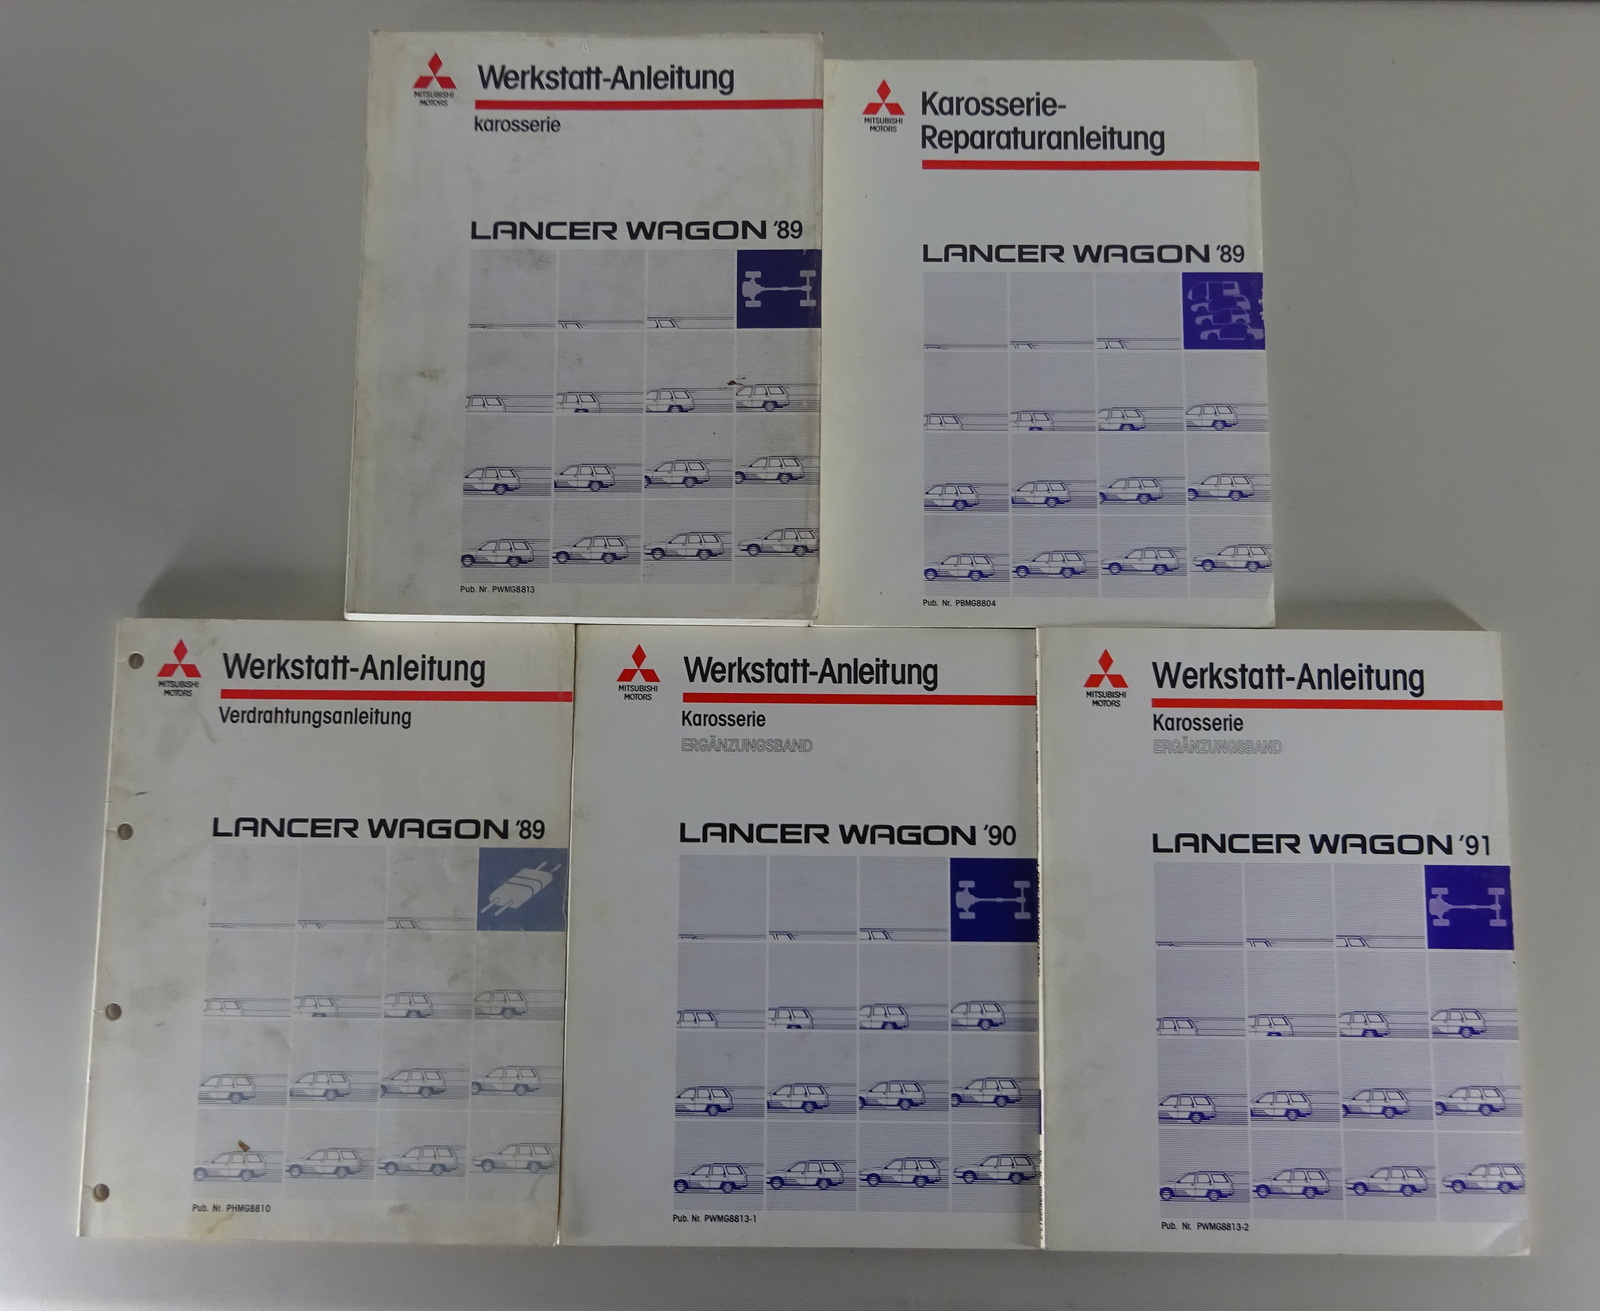 MITSUBISHI
MOTORS
Werkstatt-Anleitung
karosserie
LANCER WAGON '89
Pub. Nr. PWMG8813
MITSUBISHI
MOTORS
Karosserie-
Reparaturanleitung
LANCER WAGON '89
Pub. Nr. PBMG8804
MITSUBISHI
MOTORS
Werkstatt-Anleitung
Verdrahtungsanleitung
LANCER WAGON '89
Pub. Nr. PHMG8810
MITSUBISHI
MOTORS
Werkstatt-Anleitung
Karosserie
ERGÄNZUNGSBAND
LANCER WAGON '90
Pub. Nr. PWMG8813-1
MITSUBISHI
MOTORS
Werkstatt-Anleitung
Karosserie
ERGÄNZUNGSBAND
LANCER WAGON '91
Pub. Nr. PWMG8813-2